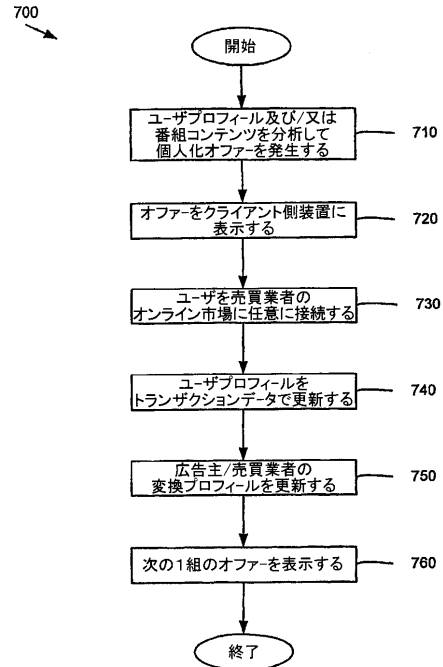 700
開始
ユーザプロフィール及び/又は
番組コンテンツを分析して
個人化オファーを発生する
710
オファーをクライアント側装置に
表示する
720
ユーザを売買業者の
オンライン市場に任意に接続する
730
ユーザプロフィールを
トランザクションデータで更新する
740
広告主/売買業者の
変換プロフィールを更新する
750
次の1組のオファーを表示する
760
終了